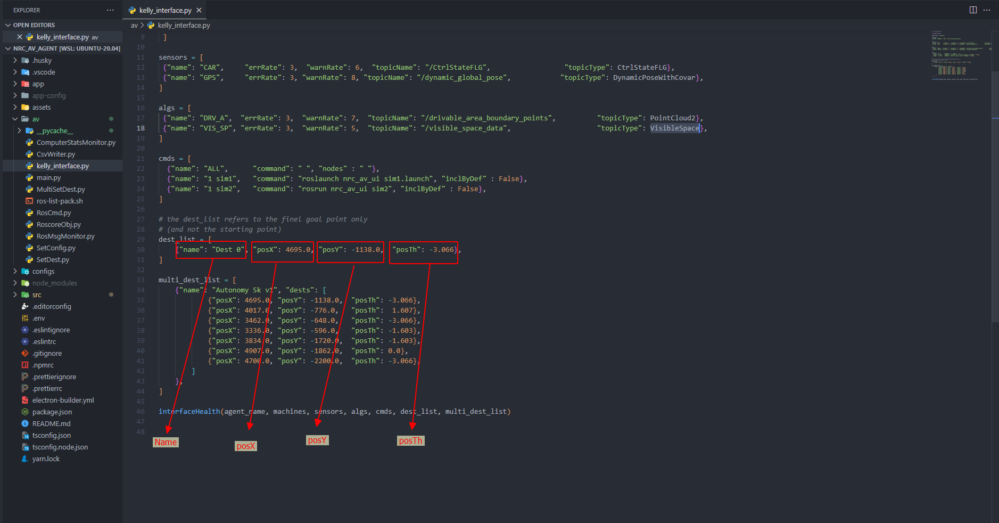 EXPLORER
···
kelly_interface.py
OPEN EDITORS
kelly_interface.py av
NRC_AV_AGENT [WSL: UBUNTU-20.04]
.husky
.vscode
app
app-config
assets
av
__pycache__
ComputerStatsMonitor.py
CsvWriter.py
kelly_interface.py
main.py
MultiSetDest.py
ros-list-pack.sh
RosCmd.py
RoscoreObj.py
RosMsgMonitor.py
SetConfig.py
SetDest.py
configs
node_modules
src
.editorconfig
.env
.eslintignore
.eslintrc
.gitignore
.npmrc
.prettierignore
.prettierrc
electron-builder.yml
package.json
README.md
tsconfig.json
tsconfig.node.json
yarn.lock
av > kelly_interface.py
9 ]
10
11 sensors = [
12 {"name": "CAR", "errRate": 3, "warnRate": 6, "topicName": "/CtrlStateFLG", "topicType": CtrlStateFLG},
13 {"name": "GPS", "errRate": 3, "warnRate": 8, "topicName": "/dynamic_global_pose", "topicType": DynamicPoseWithCovar},
14 ]
15
16 algs = [
17 {"name": "DRV_A", "errRate": 3, "warnRate": 7, "topicName": "/drivable_area_boundary_points", "topicType": PointCloud2},
18 {"name": "VIS_SP", "errRate": 3, "warnRate": 5, "topicName": "/visible_space_data", "topicType": VisibleSpace},
19 ]
20
21 cmds = [
22 {"name": "ALL", "command": " ", "nodes" : " "},
23 {"name": "1 sim1", "command": "roslaunch nrc_av_ui sim1.launch", "inclByDef" : False},
24 {"name": "1 sim2", "command": "rosrun nrc_av_ui sim2", "inclByDef" : False},
25 ]
26
27 # the dest_list refers to the finel goal point only
28 # (and not the starting point)
29 dest_list = [
30 {"name": "Dest 0", "posX": 4695.0, "posY": -1138.0, "posTh": -3.066},
31 ]
32
33 multi_dest_list = [
34 {"name": "Autonomy 5k v1", "dests": [
35 {"posX": 4695.0, "posY": -1138.0, "posTh": -3.066},
36 {"posX": 4017.0, "posY": -776.0, "posTh": 1.607},
37 {"posX": 3462.0, "posY": -648.0, "posTh": -3.066},
38 {"posX": 3336.0, "posY": -596.0, "posTh": -1.603},
39 {"posX": 3834.0, "posY": -1720.0, "posTh": -1.603},
40 {"posX": 4907.0, "posY": -1862.0, "posTh": 0.0},
41 {"posX": 4700.0, "posY": -2200.0, "posTh": -3.066},
42 ]
43 },
44 ]
45
46 interfaceHealth(agent_name, machines, sensors, algs, cmds, dest_list, multi_dest_list)
47
48
Name
posX
posY
posTh